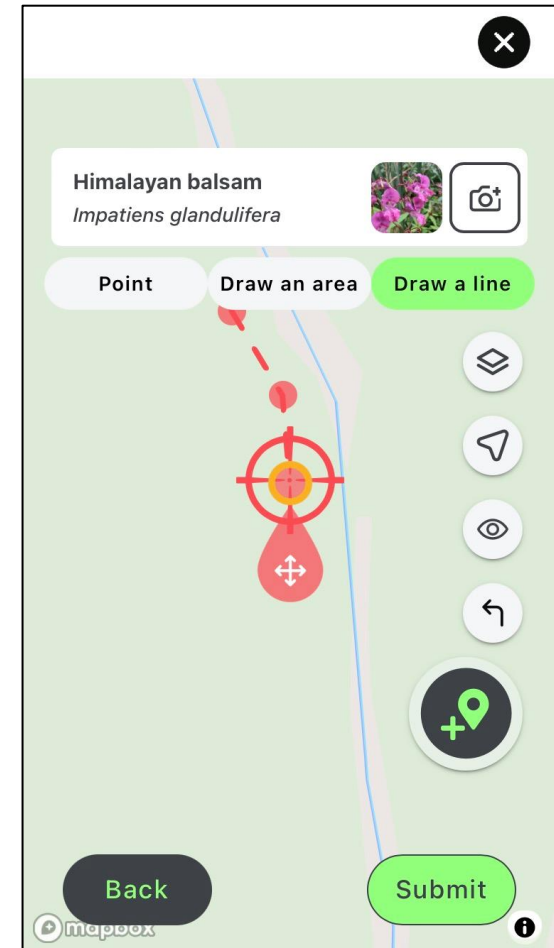 Himalayan balsam
Impatiens glandulifera
Point
Draw an area
Draw a line
Back
Submit
mapbox